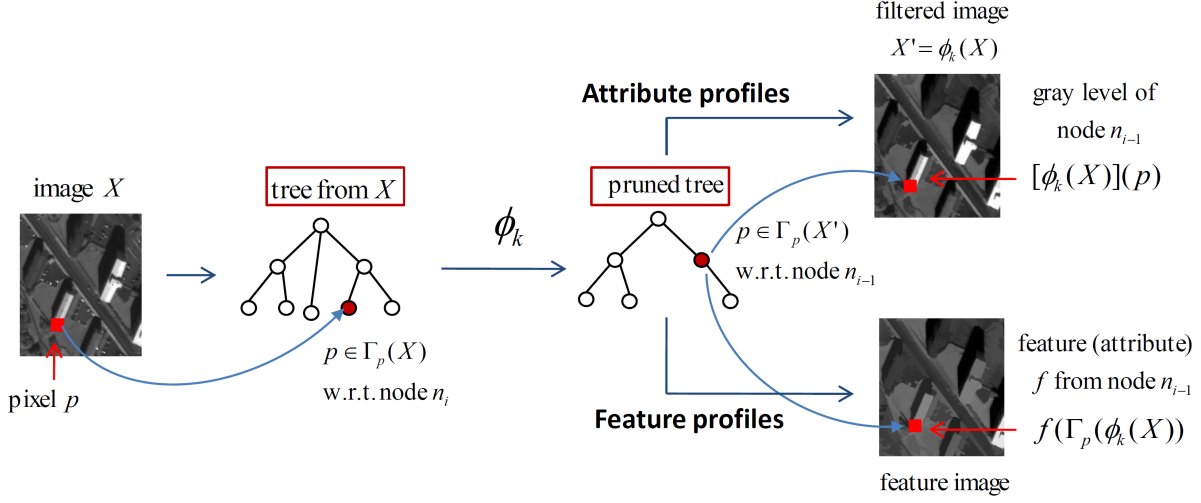 image X
pixel p
tree from X
p ∈ Γ_p(X)
w.r.t. node n_i
ϕ_k
Attribute profiles
pruned tree
p ∈ Γ_p(X')
w.r.t. node n_{i−1}
Feature profiles
filtered image
X' = ϕ_k(X)
gray level of
node n_{i−1}
[ϕ_k(X)](p)
feature (attribute)
f from node n_{i−1}
f(Γ_p(ϕ_k(X))
feature image